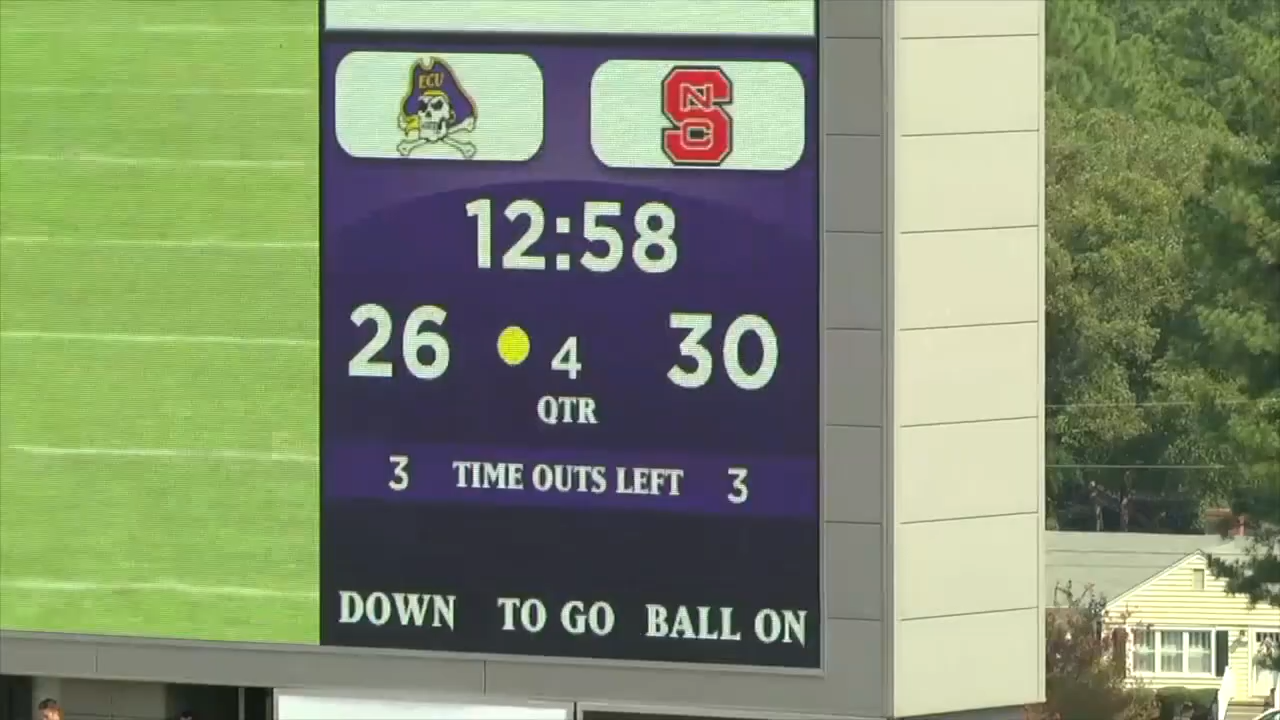 ECU
NC S
12:58
26 4 30
QTR
3 TIME OUTS LEFT 3
DOWN TO GO BALL ON